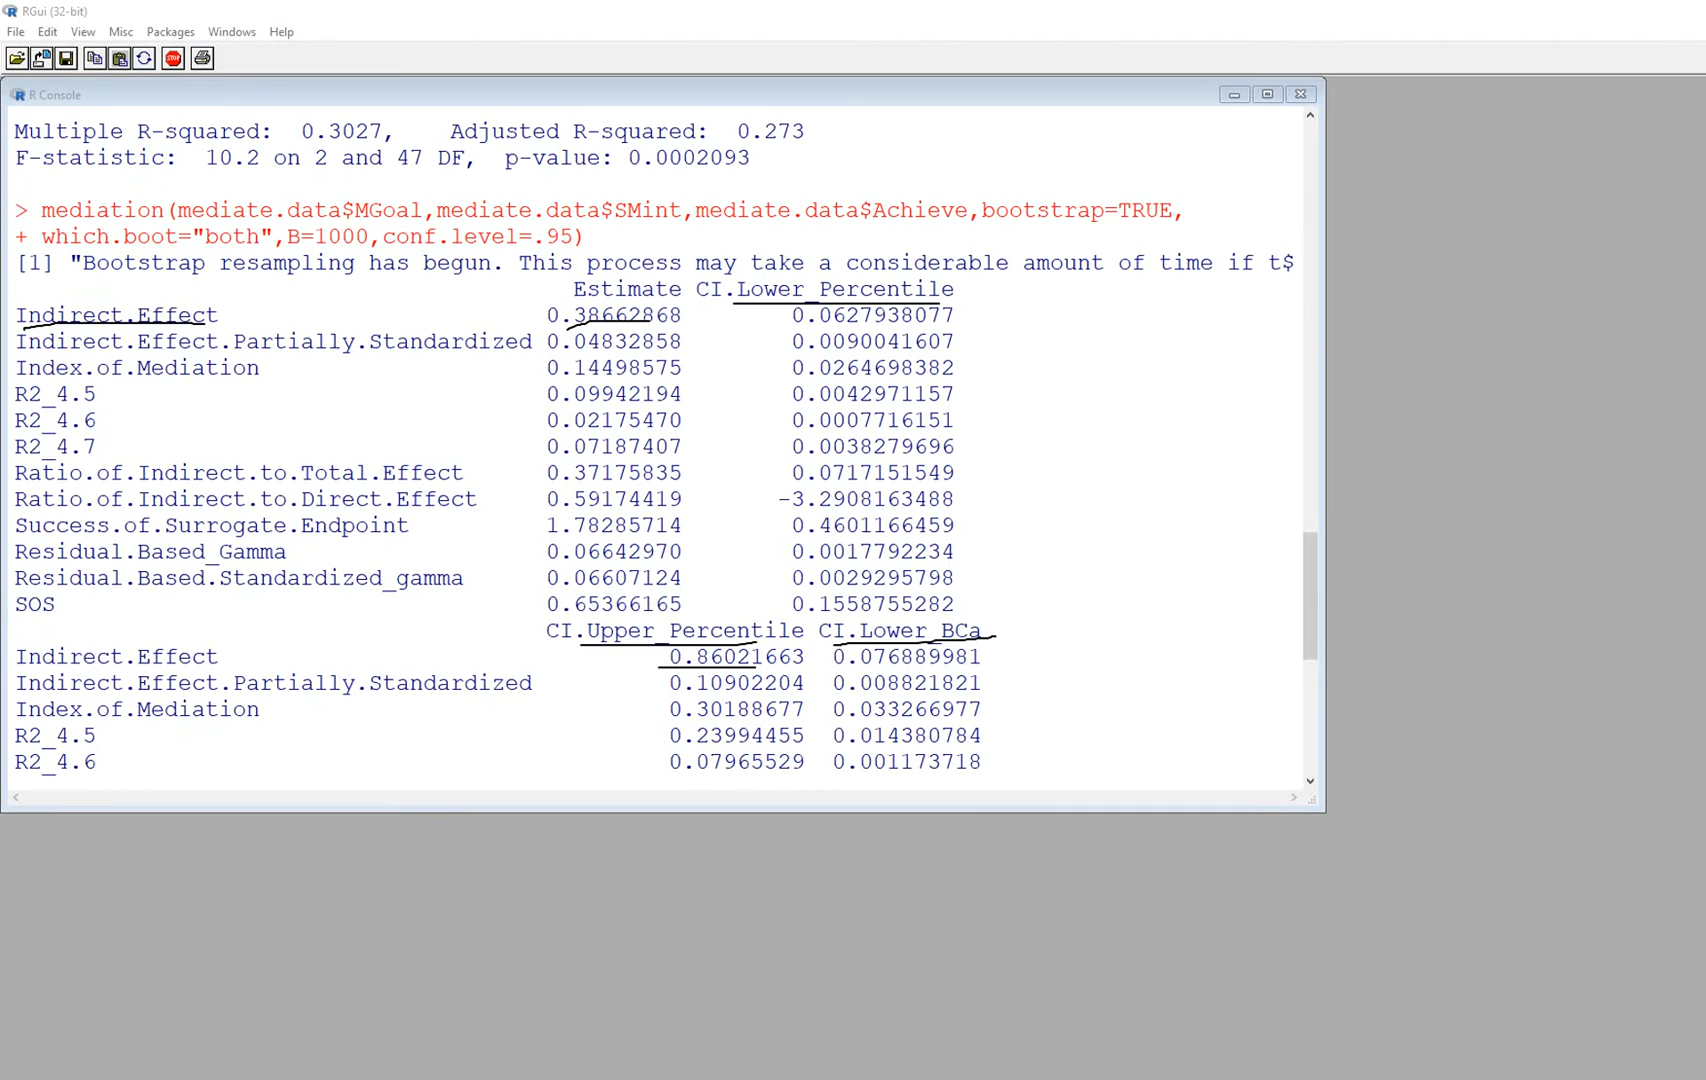 RGui (32-bit)
File Edit View Misc Packages Windows Help
STOP
R Console
Multiple R-squared:  0.3027,    Adjusted R-squared:  0.273
F-statistic:  10.2 on 2 and 47 DF,  p-value: 0.0002093
> mediation(mediate.data$MGoal,mediate.data$SMint,mediate.data$Achieve,bootstrap=TRUE,
+ which.boot="both",B=1000,conf.level=.95)
[1] "Bootstrap resampling has begun. This process may take a considerable amount of time if t$
Estimate CI.Lower_Percentile
Indirect.Effect 0.38662868 0.0627938077
Indirect.Effect.Partially.Standardized 0.04832858 0.0090041607
Index.of.Mediation 0.14498575 0.0264698382
R2_4.5 0.09942194 0.0042971157
R2_4.6 0.02175470 0.0007716151
R2_4.7 0.07187407 0.0038279696
Ratio.of.Indirect.to.Total.Effect 0.37175835 0.0717151549
Ratio.of.Indirect.to.Direct.Effect 0.59174419 -3.2908163488
Success.of.Surrogate.Endpoint 1.78285714 0.4601166459
Residual.Based_Gamma 0.06642970 0.0017792234
Residual.Based.Standardized_gamma 0.06607124 0.0029295798
SOS 0.65366165 0.1558755282
CI.Upper_Percentile CI.Lower_BCa
Indirect.Effect 0.86021663 0.076889981
Indirect.Effect.Partially.Standardized 0.10902204 0.008821821
Index.of.Mediation 0.30188677 0.033266977
R2_4.5 0.23994455 0.014380784
R2_4.6 0.07965529 0.001173718